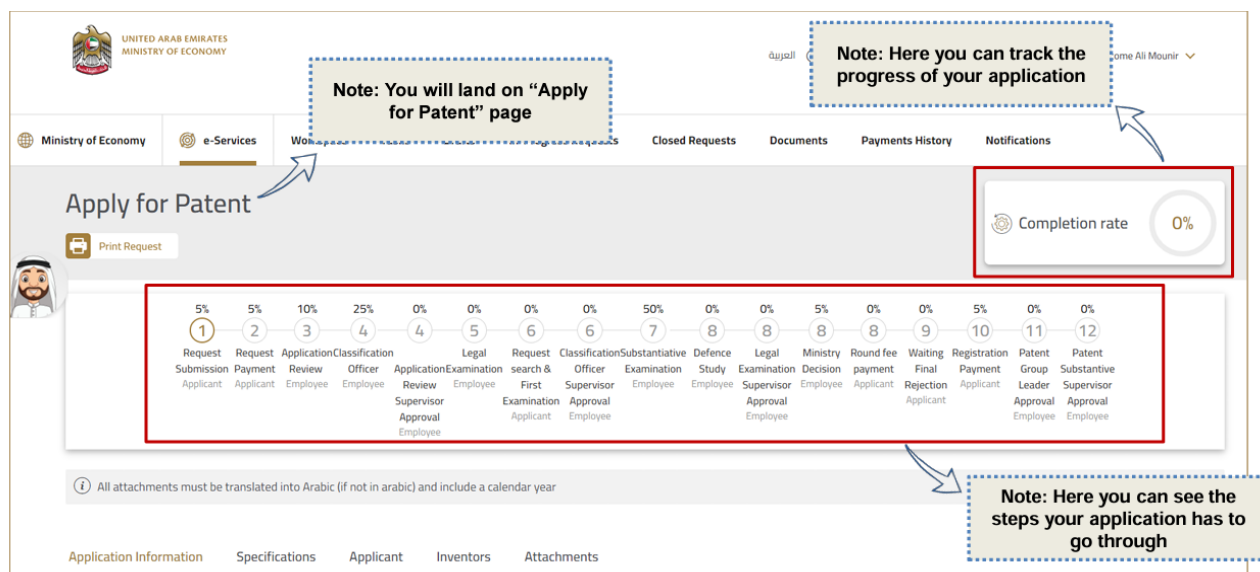 UNITED ARAB EMIRATES
MINISTRY OF ECONOMY
العربية
ome Ali Mounir
Note: You will land on “Apply
for Patent” page
Note: Here you can track the
progress of your application
Ministry of Economy e-Services Closed Requests Documents Payments History Notifications
Apply for Patent
Print Request
Completion rate 0%
5% 5% 10% 25% 0% 0% 0% 0% 50% 0% 0% 5% 0% 0% 5% 0% 0%
1 2 3 4 4 5 6 6 7 8 8 8 8 9 10 11 12
Request Request Application Classification Legal Request Classification Substantiative Defence Legal Ministry Round fee Waiting Registration Patent Patent
Submission Payment Review Officer Application Examination search & Officer Examination Study Examination Decision payment Final Payment Group Substantive
Applicant Applicant Employee Employee Review Employee First Supervisor Employee Employee Supervisor Employee Applicant Rejection Applicant Leader Supervisor
Supervisor Examination Approval Approval Applicant Approval Approval
Approval Applicant Employee Employee Employee Employee
Employee
All attachments must be translated into Arabic (if not in arabic) and include a calendar year
Note: Here you can see the
steps your application has to
go through
Application Information Specifications Applicant Inventors Attachments